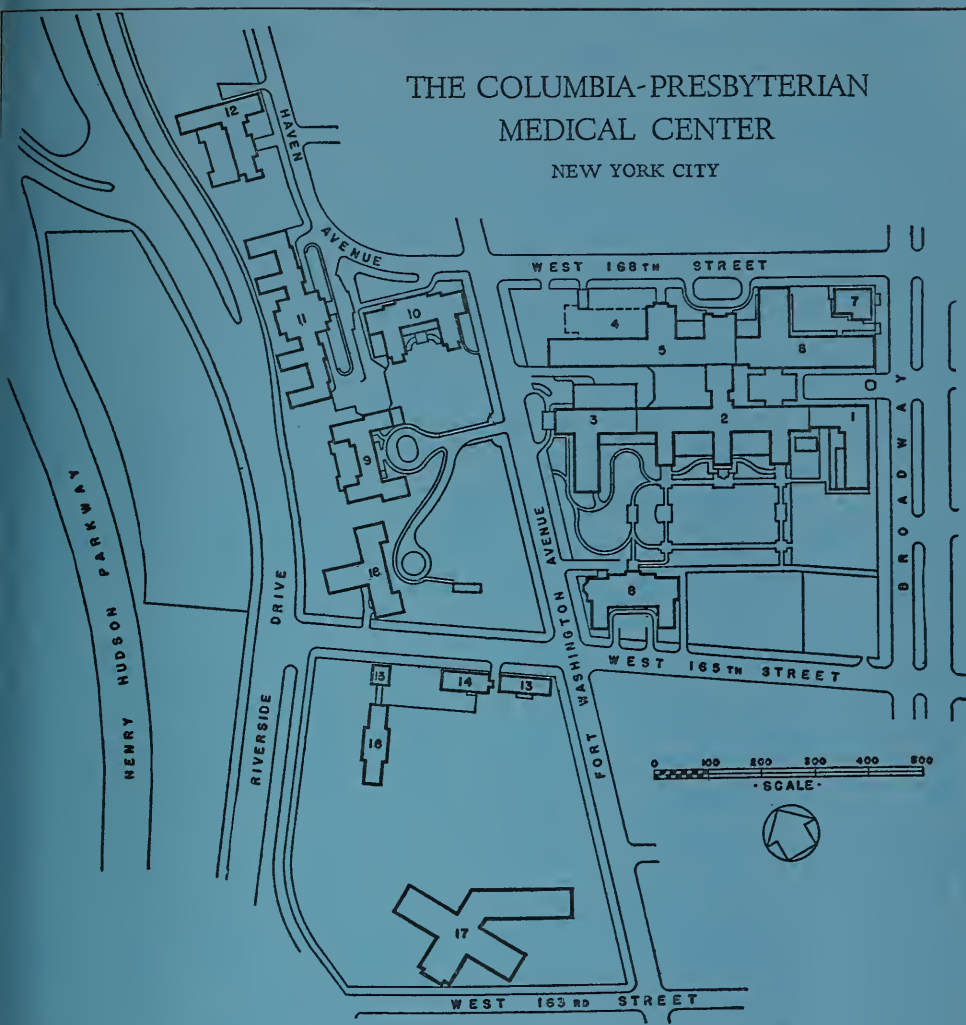 THE COLUMBIA-PRESBYTERIAN
MEDICAL CENTER
NEW YORK CITY
HAVEN
AVENUE
WEST 168TH STREET
12
11
10
9
18
4
5
6
7
3
2
1
8
BROADWAY
FORT WASHINGTON AVENUE
HENRY HUDSON PARKWAY
RIVERSIDE DRIVE
WEST 165TH STREET
15
14
13
16
0 100 200 300 400 500
·SCALE·
17
WEST 163RD STREET